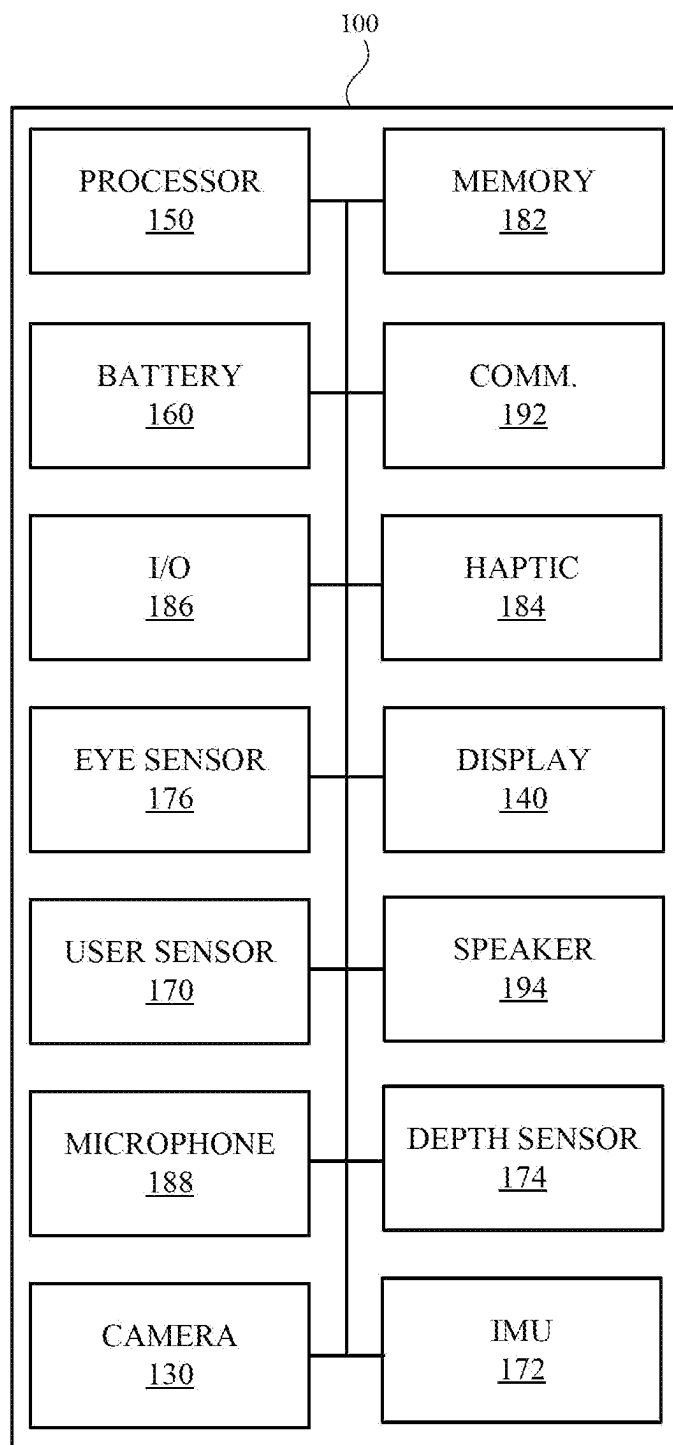 100
PROCESSOR
150
MEMORY
182
BATTERY
160
COMM.
192
I/O
186
HAPTIC
184
EYE SENSOR
176
DISPLAY
140
USER SENSOR
170
SPEAKER
194
MICROPHONE
188
DEPTH SENSOR
174
CAMERA
130
IMU
172